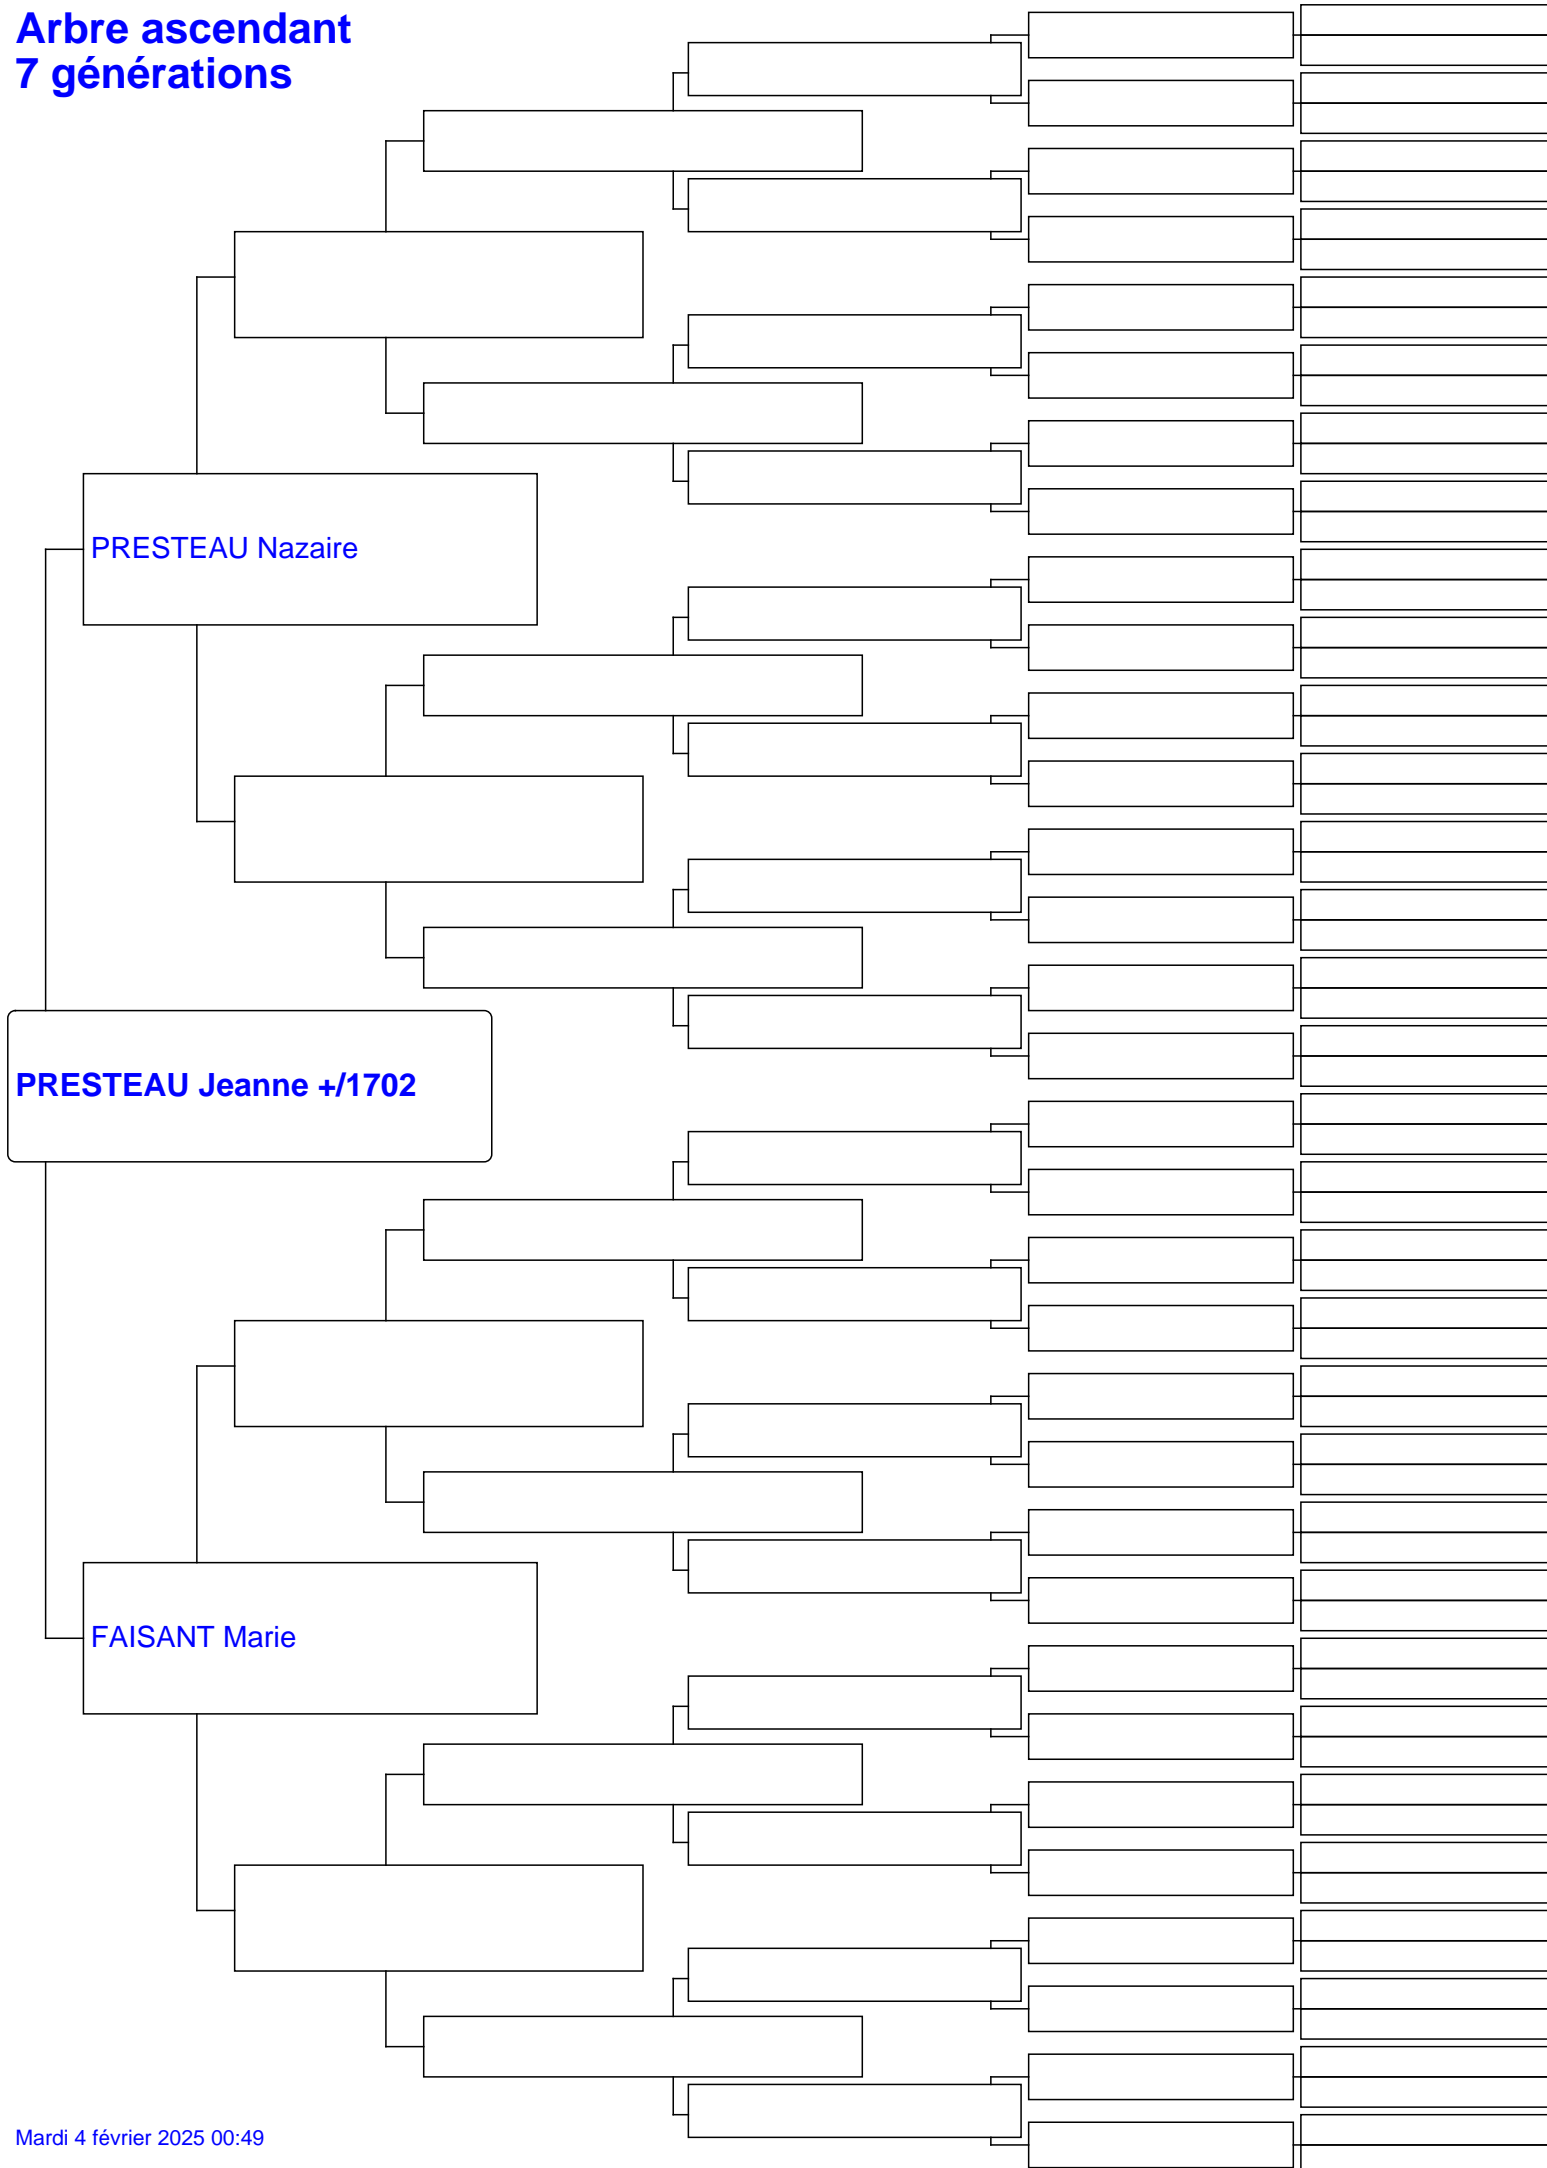 Arbre ascendant
7 générations
PRESTEAU Nazaire
PRESTEAU Jeanne +/1702
FAISANT Marie
Mardi 4 février 2025 00:49